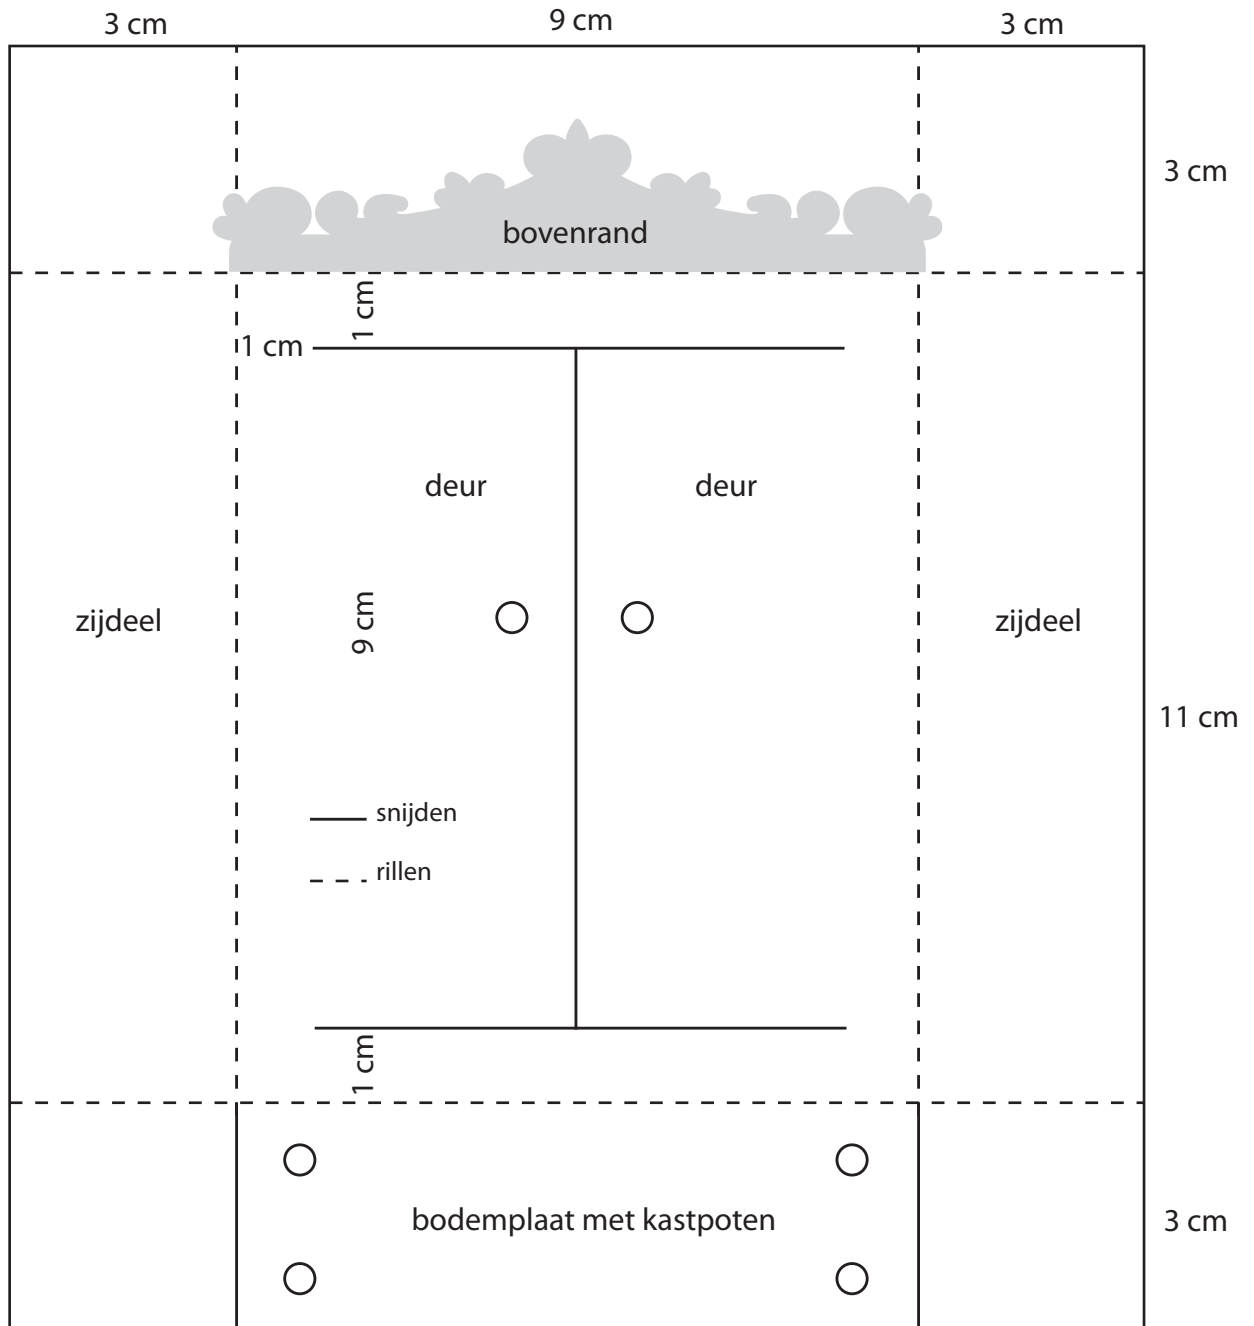 3 cm
9 cm
3 cm
3 cm
bovenrand
1 cm
1 cm
deur
deur
zijdeel
9 cm
zijdeel
11 cm
snijden
rillen
1 cm
bodemplaat met kastpoten
3 cm